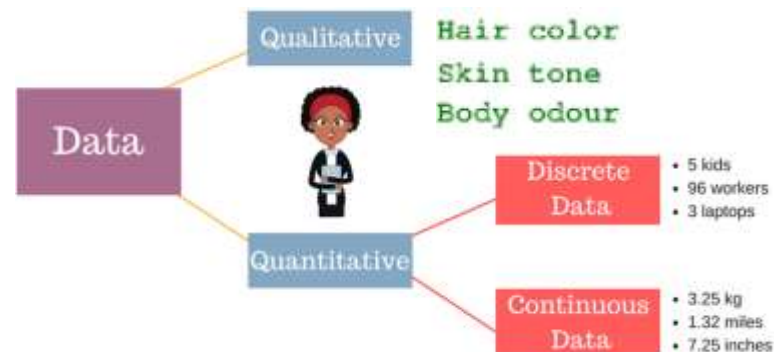 Qualitative
Hair color
Skin tone
Body odour
Data
Discrete
Data
• 5 kids
• 96 workers
• 3 laptops
Quantitative
Continuous
Data
• 3.25 kg
• 1.32 miles
• 7.25 inches